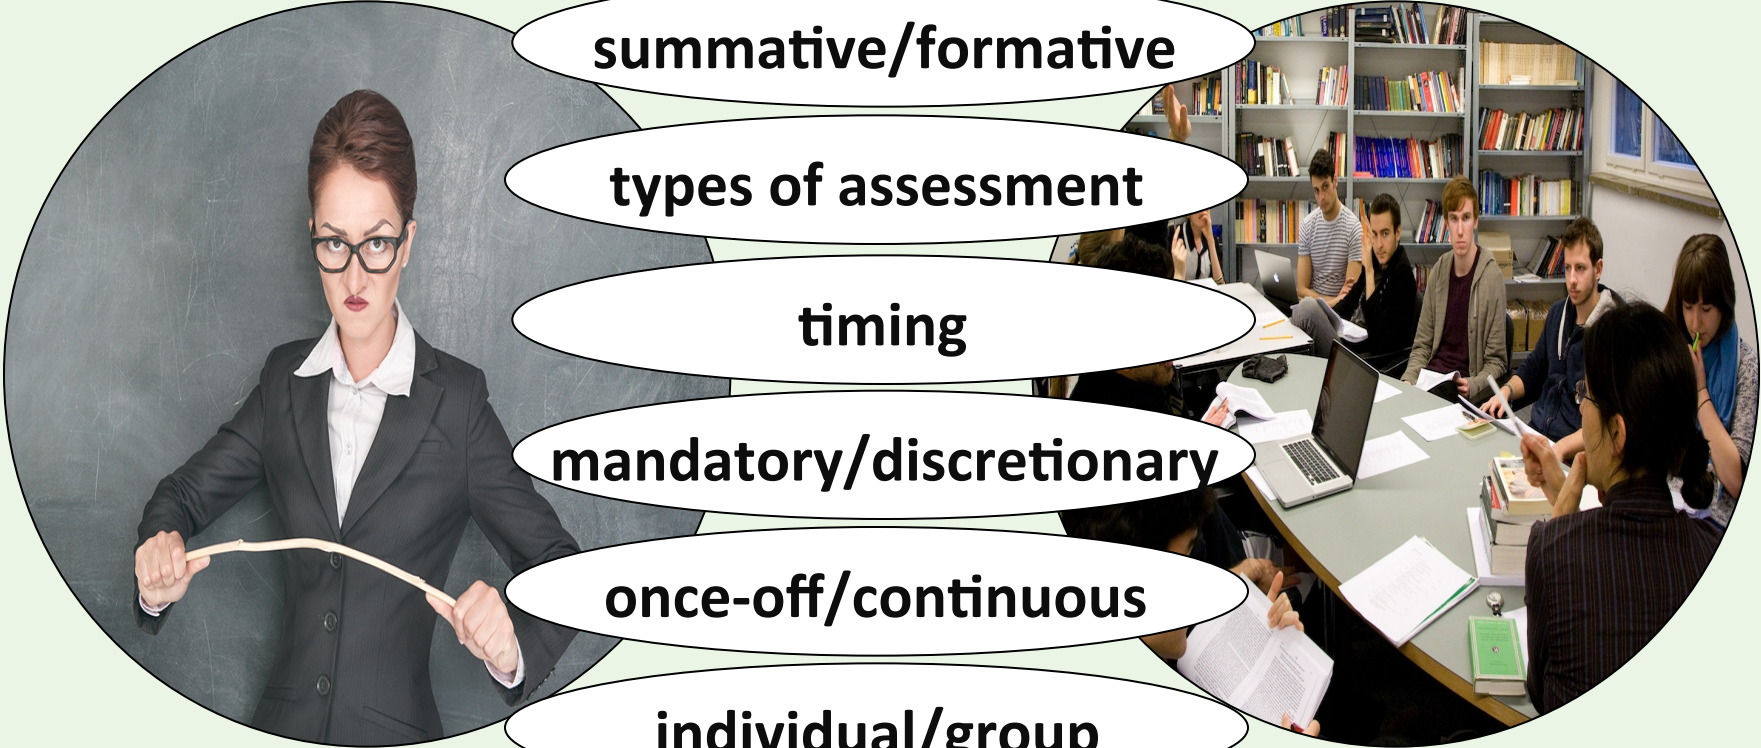 summative/formative
types of assessment
timing
mandatory/discretionary
once-off/continuous
individual/group